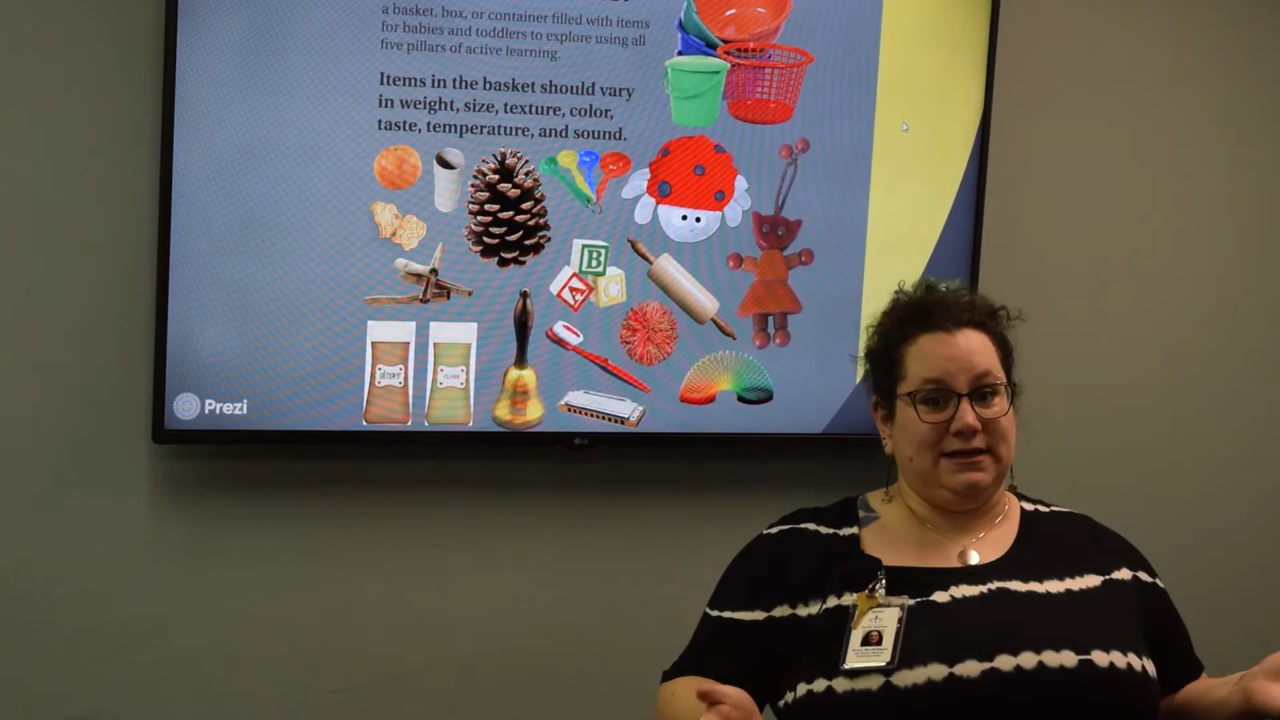 a basket, box, or container filled with items
for babies and toddlers to explore using all
five pillars of active learning.
Items in the basket should vary
in weight, size, texture, color,
taste, temperature, and sound.
B
A C
ginger
Prezi
LG